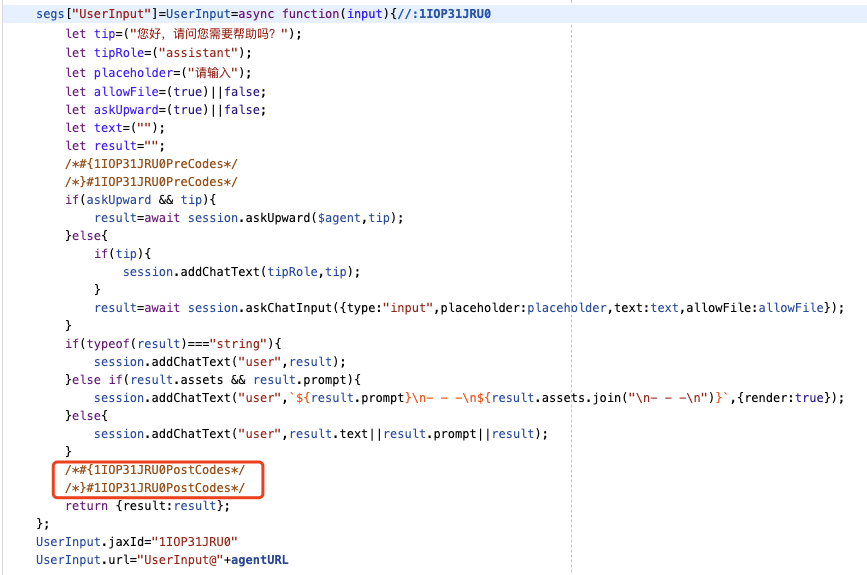 segs["UserInput"]=UserInput=async function(input){//:1IOP31JRU0
let tip=("您好，请问您需要帮助吗？");
let tipRole=("assistant");
let placeholder=("请输入");
let allowFile=(true)||false;
let askUpward=(true)||false;
let text=("");
let result="";
/*#{1IOP31JRU0PreCodes*/
/*}#1IOP31JRU0PreCodes*/
if(askUpward && tip){
result=await session.askUpward($agent,tip);
}else{
if(tip){
session.addChatText(tipRole,tip);
}
result=await session.askChatInput({type:"input",placeholder:placeholder,text:text,allowFile:allowFile});
}
if(typeof(result)==="string"){
session.addChatText("user",result);
}else if(result.assets && result.prompt){
session.addChatText("user",`${result.prompt}\n- - -\n${result.assets.join("\n- - -\n")}`,{render:true});
}else{
session.addChatText("user",result.text||result.prompt||result);
}
/*#{1IOP31JRU0PostCodes*/
/*}#1IOP31JRU0PostCodes*/
return {result:result};
};
UserInput.jaxId="1IOP31JRU0"
UserInput.url="UserInput@"+agentURL